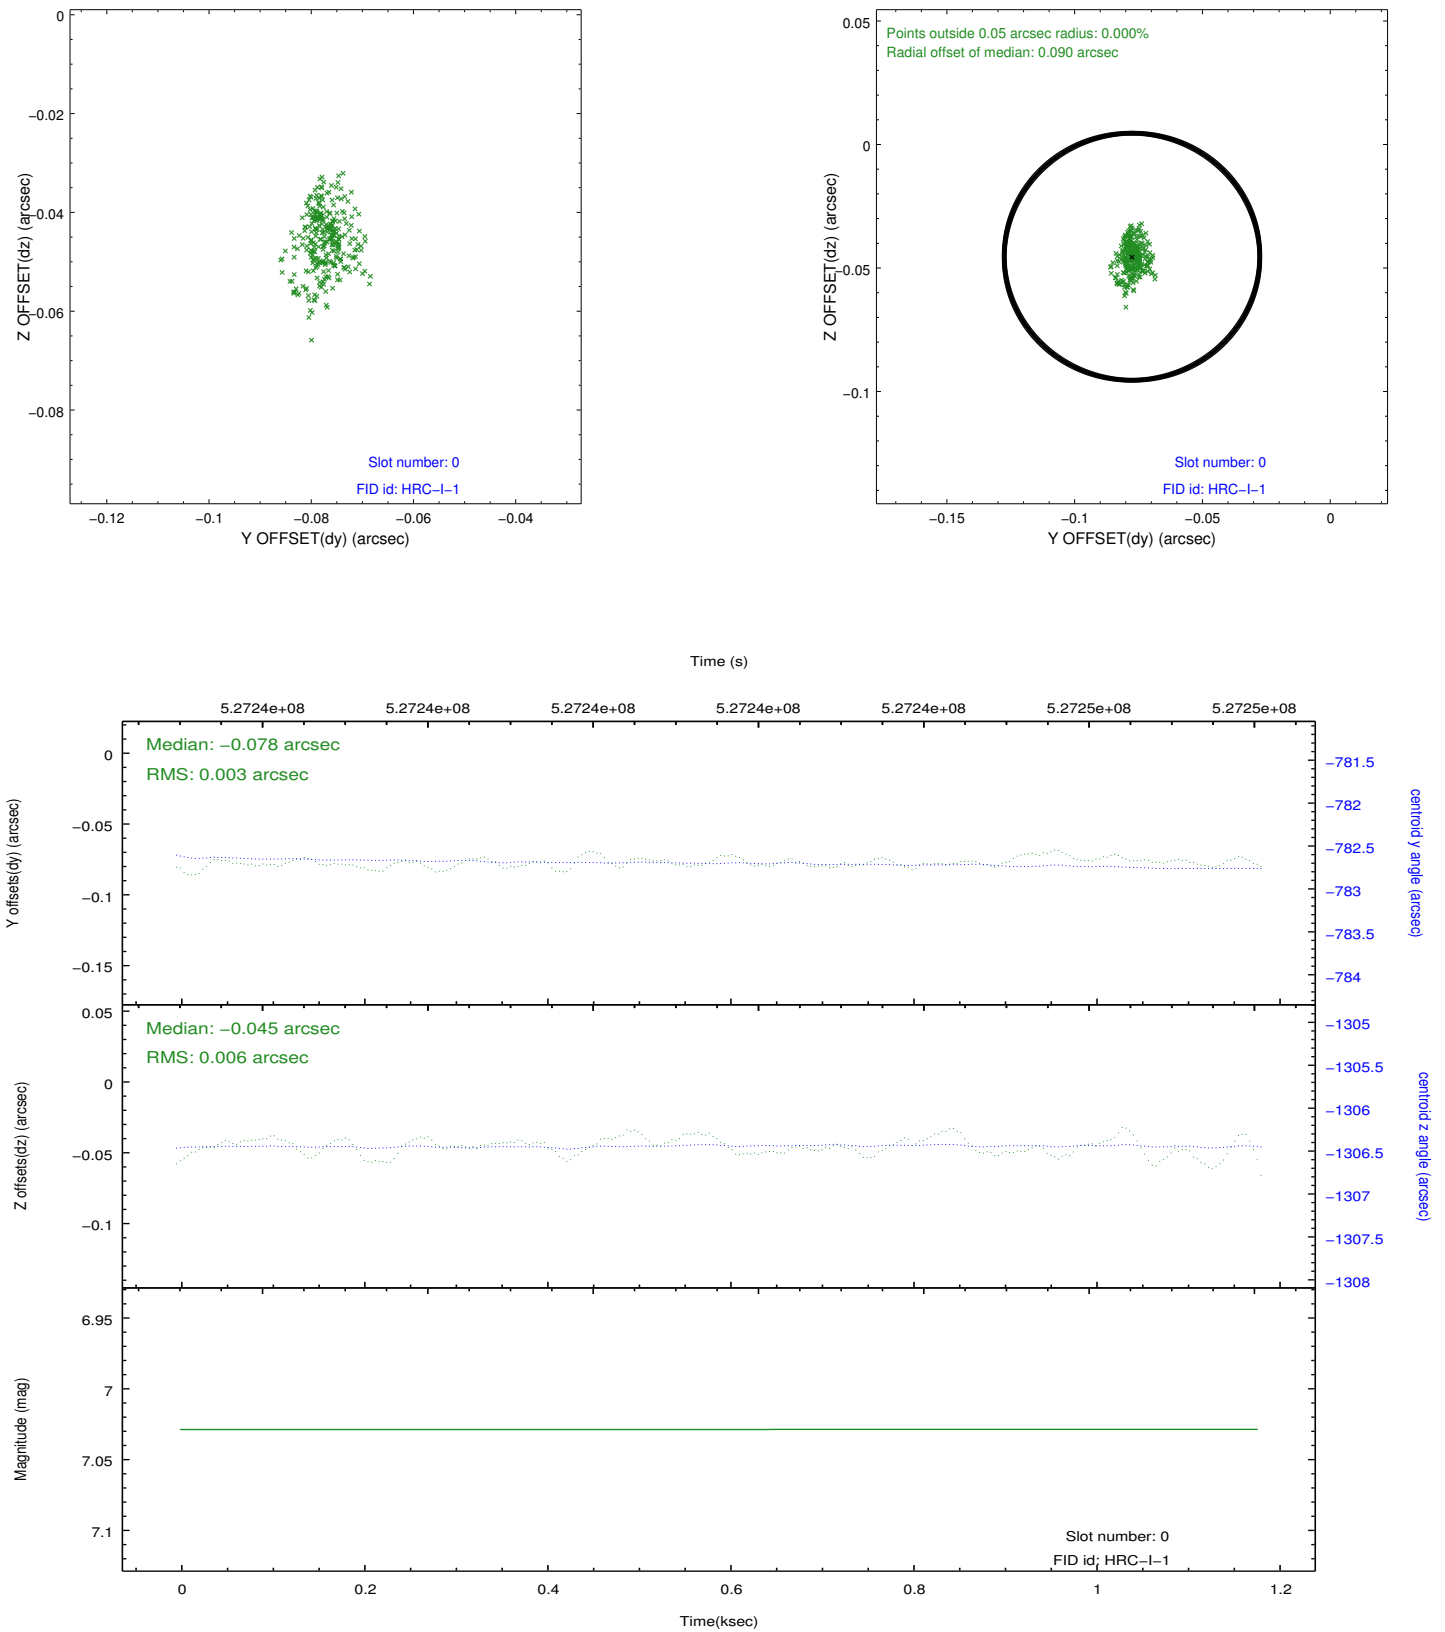 0
−0.02
−0.04
−0.06
−0.08
Z OFFSET(dz) (arcsec)
Slot number: 0
FID id: HRC−I−1
−0.12
−0.1
−0.08
−0.06
−0.04
Y OFFSET(dy) (arcsec)
Points outside 0.05 arcsec radius: 0.000%
Radial offset of median: 0.090 arcsec
0.05
0
−0.05
−0.1
Z OFFSET(dz) (arcsec)
Slot number: 0
FID id: HRC−I−1
−0.15
−0.1
−0.05
0
Y OFFSET(dy) (arcsec)
Time (s)
5.2724e+08
5.2724e+08
5.2724e+08
5.2724e+08
5.2724e+08
5.2725e+08
5.2725e+08
Median: −0.078 arcsec
RMS: 0.003 arcsec
0
−0.05
−0.1
−0.15
Y offsets(dy) (arcsec)
−781.5
−782
−782.5
−783
−783.5
−784
centroid y angle (arcsec)
Median: −0.045 arcsec
RMS: 0.006 arcsec
0.05
0
−0.05
−0.1
Z offsets(dz) (arcsec)
−1305
−1305.5
−1306
−1306.5
−1307
−1307.5
−1308
centroid z angle (arcsec)
6.95
7
7.05
7.1
Magnitude (mag)
Slot number: 0
FID id: HRC−I−1
0
0.2
0.4
0.6
0.8
1
1.2
Time(ksec)